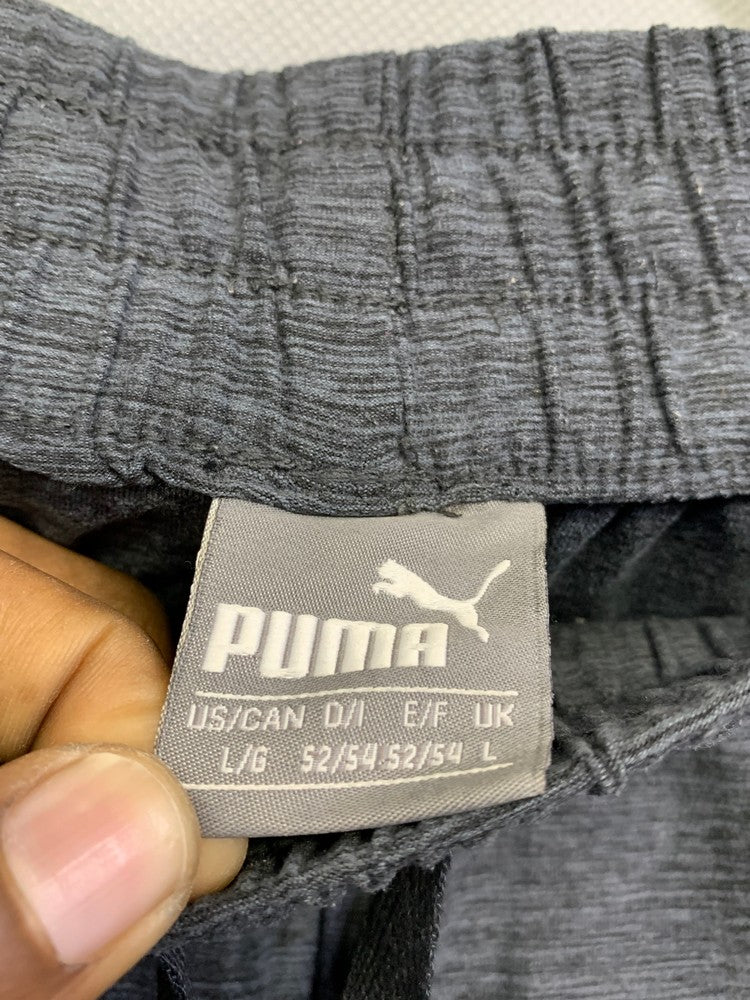 PUMA
US/CAN D/I E/F UK
L/G 52/54 52/54 L